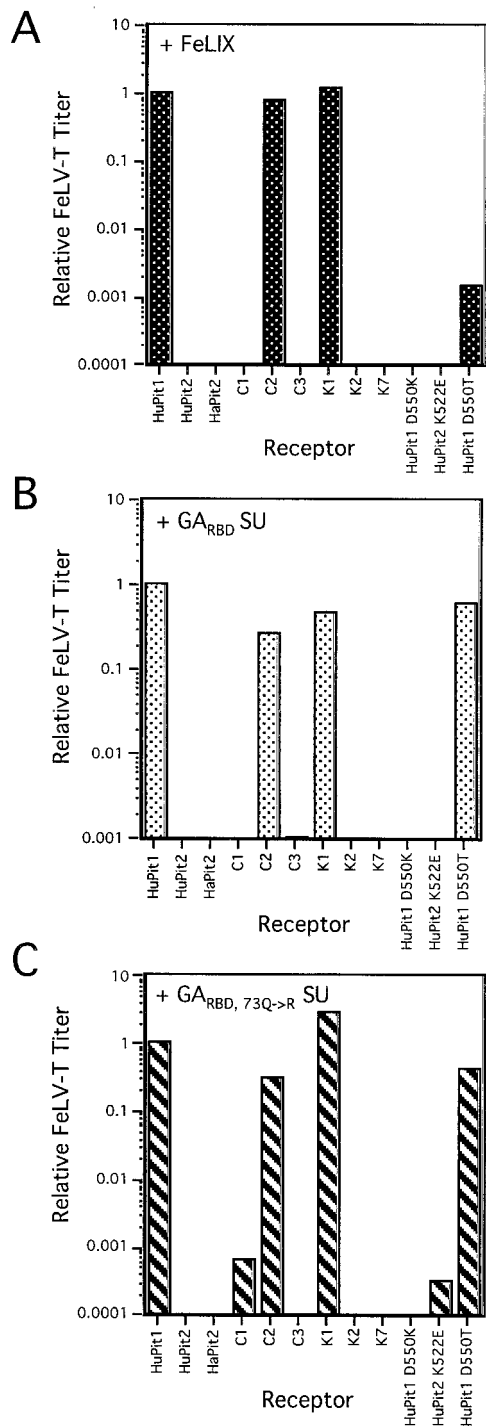 A
+ FeLIX
10
1
0.1
0.01
0.001
0.0001
Relative FeLV-T Titer
HuPit1
HuPit2
HaPit2
C1
C2
C3
K1
K2
K7
HuPit1 D550K
HuPit2 K522E
HuPit1 D550T
Receptor
B
+ GA RBD SU
10
1
0.1
0.01
0.001
Relative FeLV-T Titer
HuPit1
HuPit2
HaPit2
C1
C2
C3
K1
K2
K7
HuPit1 D550K
HuPit2 K522E
HuPit1 D550T
Receptor
C
+ GA RBD, 73Q->R SU
10
1
0.1
0.01
0.001
0.0001
Relative FeLV-T Titer
HuPit1
HuPit2
HaPit2
C1
C2
C3
K1
K2
K7
HuPit1 D550K
HuPit2 K522E
HuPit1 D550T
Receptor